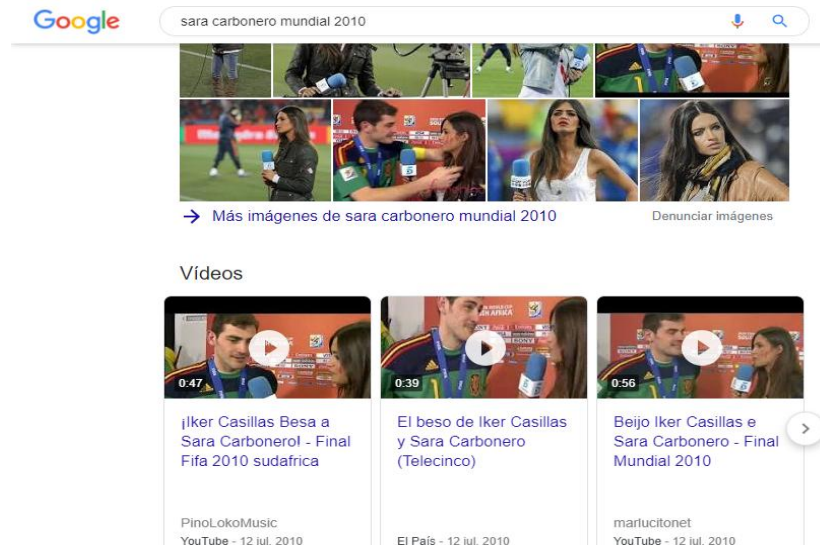 Google
sara carbonero mundial 2010
Más imágenes de sara carbonero mundial 2010
Denunciar imágenes
Vídeos
0:47
¡Iker Casillas Besa a
Sara Carbonero! - Final
Fifa 2010 sudafrica
PinoLokoMusic
YouTube - 12 jul. 2010
0:39
El beso de Iker Casillas
y Sara Carbonero
(Telecinco)
El País - 12 jul. 2010
0:56
Beijo Iker Casillas e
Sara Carbonero - Final
Mundial 2010
marlucitonet
YouTube - 12 jul. 2010